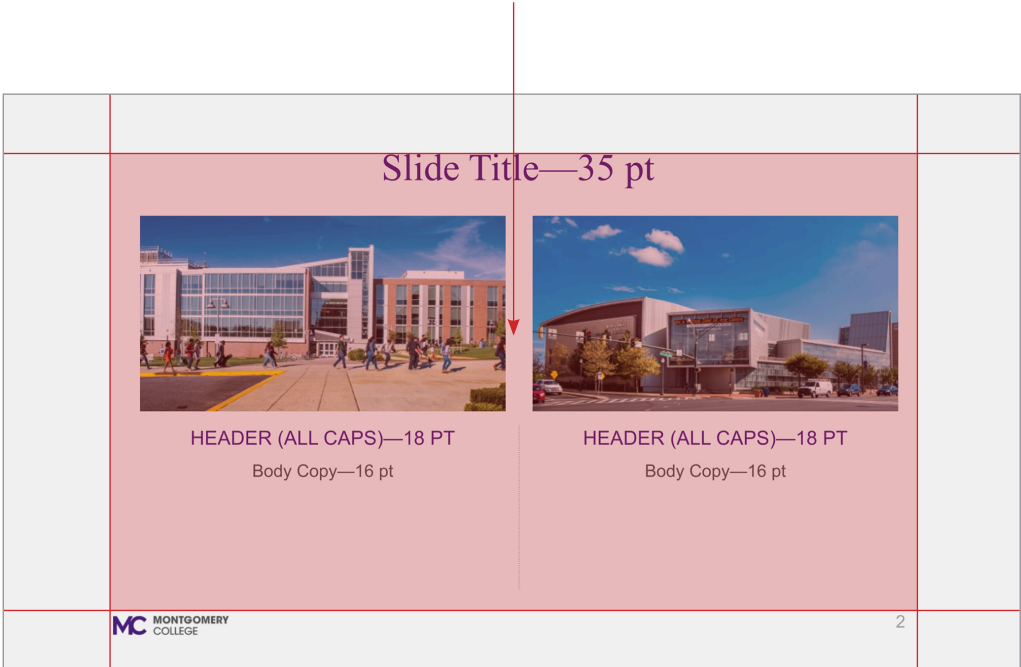 Slide Title—35 pt
HEADER (ALL CAPS)—18 PT
Body Copy—16 pt
HEADER (ALL CAPS)—18 PT
Body Copy—16 pt
MC MONTGOMERY
COLLEGE
2